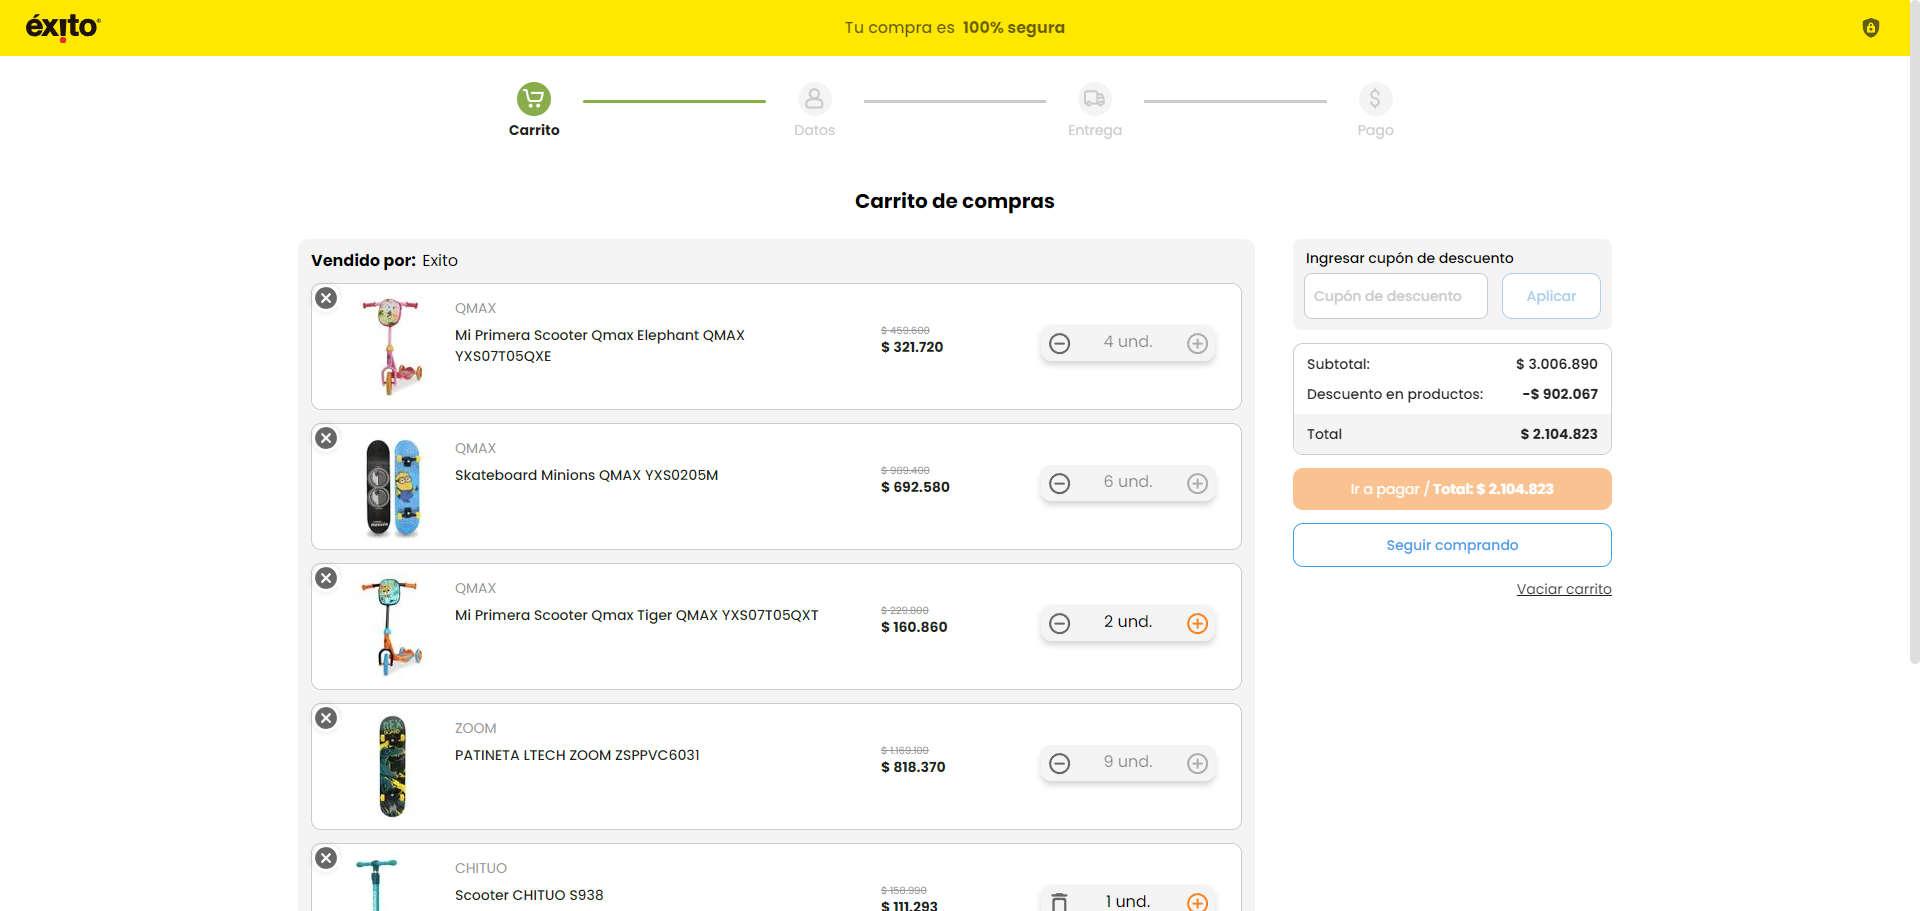 éxito
Tu compra es 100% segura
Carrito
Datos
Entrega
Pago
Carrito de compras
Vendido por: Exito
QMAX
Mi Primera Scooter Qmax Elephant QMAX
YXS07T05QXE
$ 459.600
$ 321.720
4 und.
QMAX
Skateboard Minions QMAX YXS0205M
$ 989.400
$ 692.580
6 und.
QMAX
Mi Primera Scooter Qmax Tiger QMAX YXS07T05QXT
$ 229.800
$ 160.860
2 und.
ZOOM
PATINETA LTECH ZOOM ZSPPVC6031
$ 1.169.100
$ 818.370
9 und.
CHITUO
Scooter CHITUO S938
$ 158.990
$ 111.293
1 und.
Ingresar cupón de descuento
Cupón de descuento
Aplicar
Subtotal: $ 3.006.890
Descuento en productos: -$ 902.067
Total $ 2.104.823
Ir a pagar / Total: $ 2.104.823
Seguir comprando
Vaciar carrito